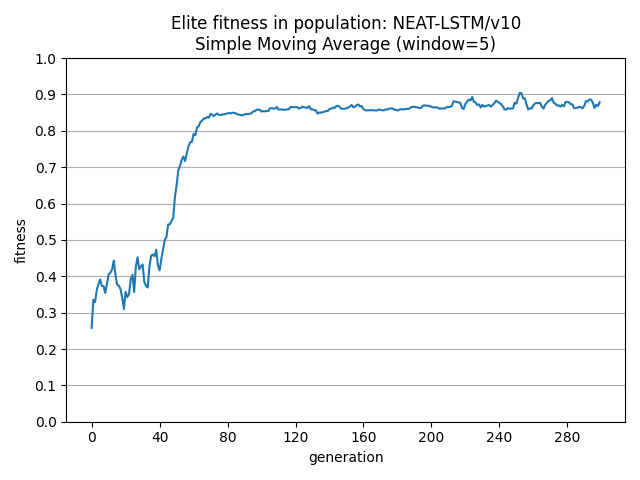 Elite fitness in population: NEAT-LSTM/v10
Simple Moving Average (window=5)
1.0
0.9
0.8
0.7
0.6
0.5
0.4
0.3
0.2
0.1
0.0
fitness
0 40 80 120 160 200 240 280
generation